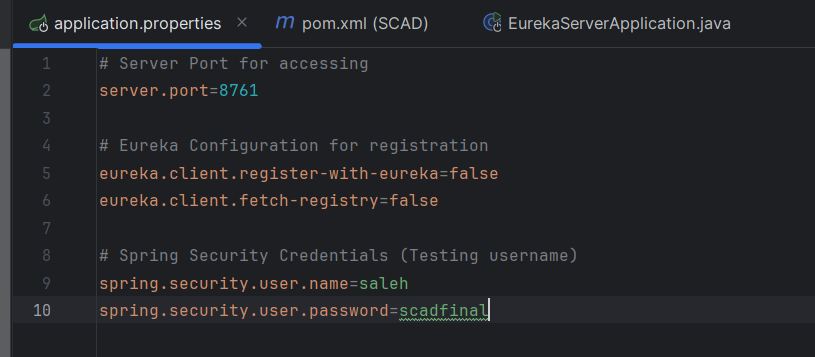 application.properties
m pom.xml (SCAD)
EurekaServerApplication.java
1 # Server Port for accessing
2 server.port=8761
3
4 # Eureka Configuration for registration
5 eureka.client.register-with-eureka=false
6 eureka.client.fetch-registry=false
7
8 # Spring Security Credentials (Testing username)
9 spring.security.user.name=saleh
10 spring.security.user.password=scadfinal